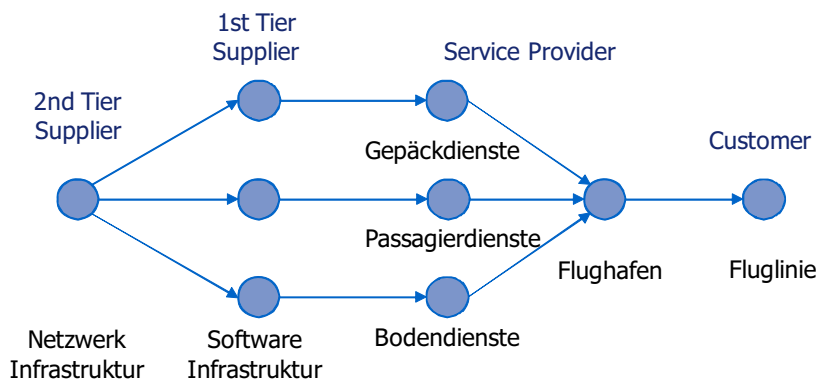 1st Tier
Supplier
Service Provider
2nd Tier
Supplier
Gepäckdienste
Customer
Passagierdienste
Flughafen
Fluglinie
Netzwerk
Infrastruktur
Software
Infrastruktur
Bodendienste